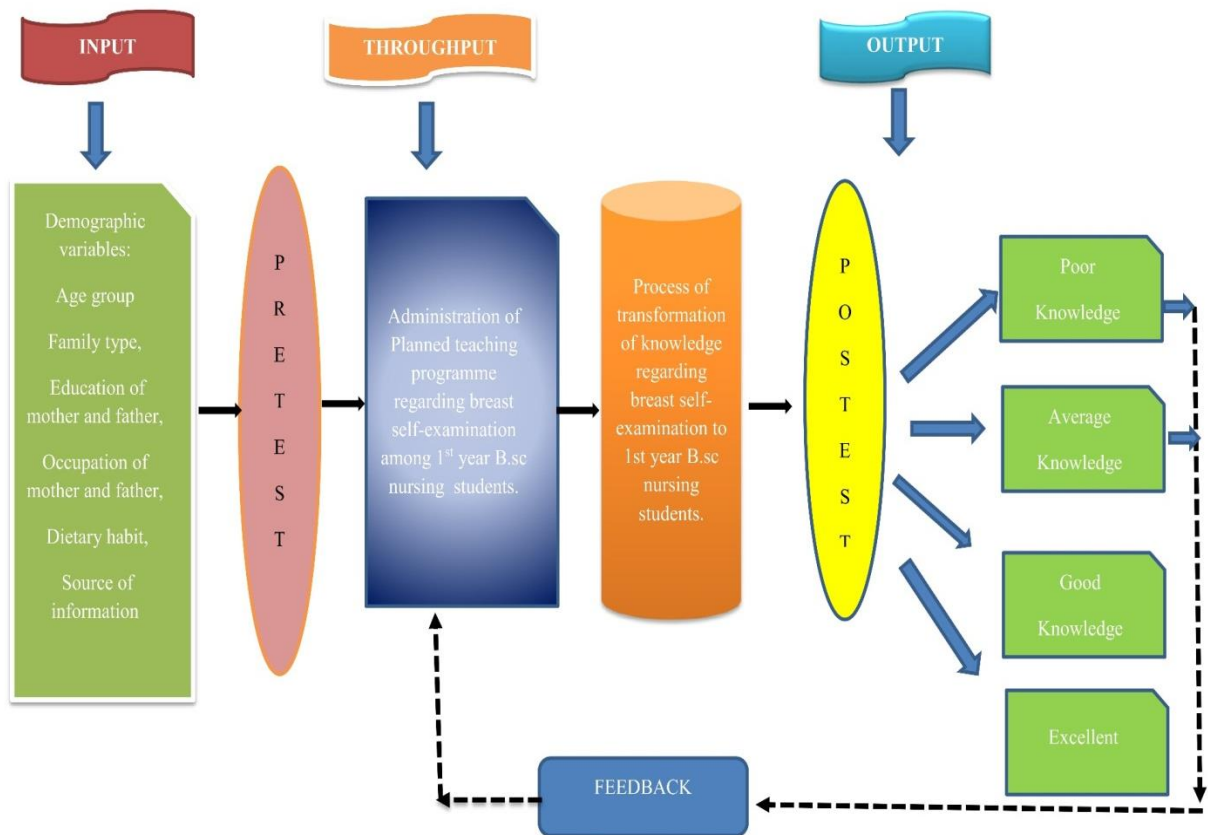 INPUT
THROUGHPUT
OUTPUT
Demographic
variables:
Age group
Family type,
Education of
mother and father,
Occupation of
mother and father,
Dietary habit,
Source of
information
P
R
E
T
E
S
T
Administration of
Planned teaching
programme
regarding breast
self-examination
among 1st year B.sc
nursing students.
Process of
transformation
of knowledge
regarding
breast self-
examination to
1st year B.sc
nursing
students.
P
O
S
T
E
S
T
Poor
Knowledge
Average
Knowledge
Good
Knowledge
Excellent
FEEDBACK